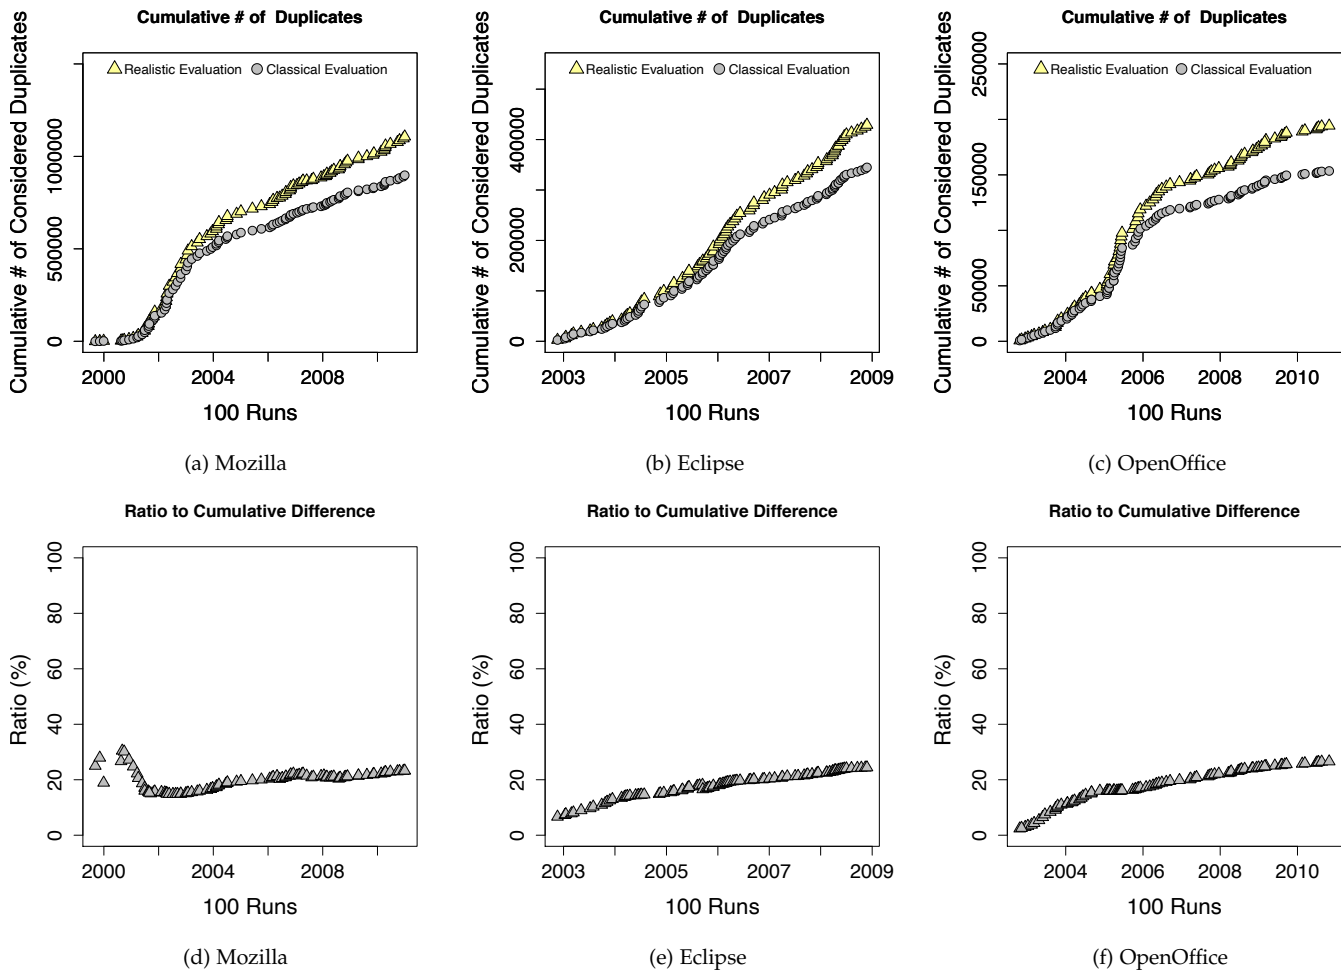 Cumulative # of Duplicates
Cumulative # of Considered Duplicates
Realistic Evaluation
Classical Evaluation
1000000
500000
0
2000
2004
2008
100 Runs
(a) Mozilla
Cumulative # of Duplicates
Cumulative # of Considered Duplicates
Realistic Evaluation
Classical Evaluation
400000
200000
0
2003
2005
2007
2009
100 Runs
(b) Eclipse
Cumulative # of Duplicates
Cumulative # of Considered Duplicates
Realistic Evaluation
Classical Evaluation
250000
150000
50000
0
2004
2006
2008
2010
100 Runs
(c) OpenOffice
Ratio to Cumulative Difference
Ratio (%)
100
80
60
40
20
0
2000
2004
2008
100 Runs
(d) Mozilla
Ratio to Cumulative Difference
Ratio (%)
100
80
60
40
20
0
2003
2005
2007
2009
100 Runs
(e) Eclipse
Ratio to Cumulative Difference
Ratio (%)
100
80
60
40
20
0
2004
2006
2008
2010
100 Runs
(f) OpenOffice